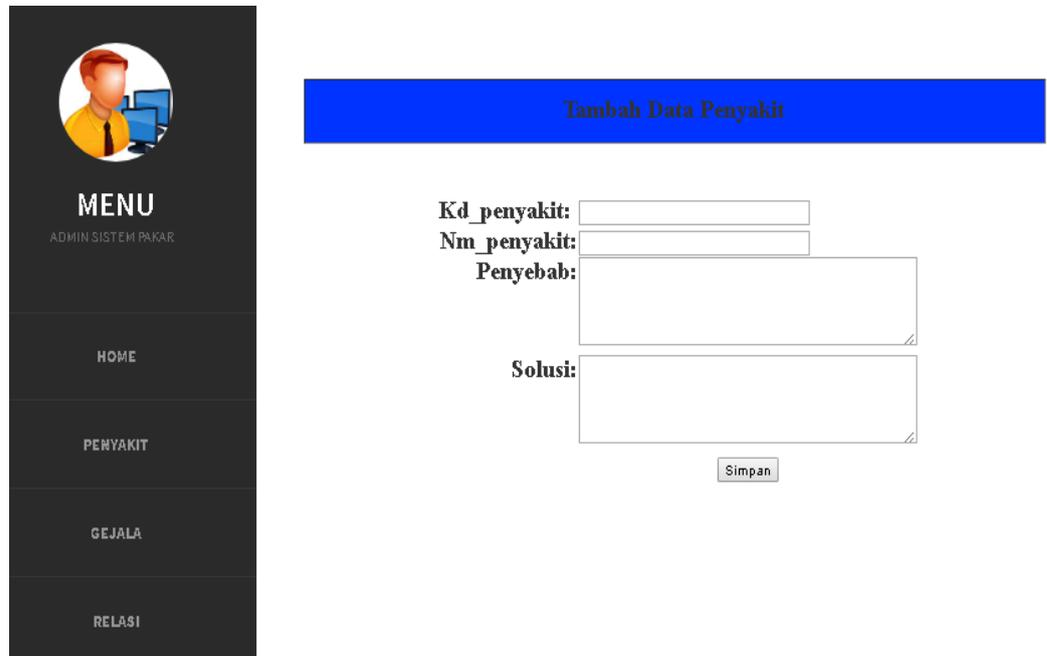 MENU
ADMIN SISTEM PAKAR
HOME
PENYAKIT
GEJALA
RELASI
Tambah Data Penyakit
Kd_penyakit:
Nm_penyakit:
Penyebab:
Solusi:
Simpan